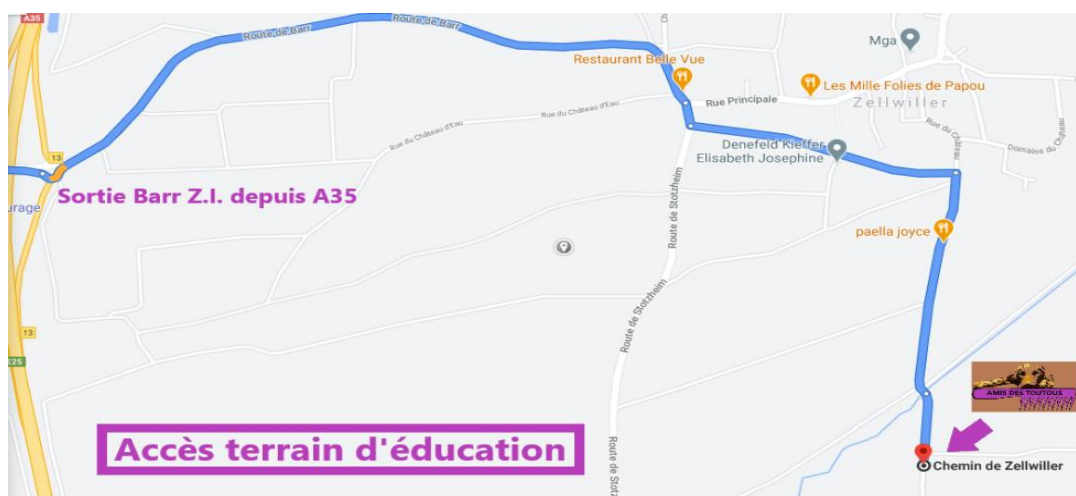 A35
Route de Barr
Route de Barr
St
Mga
Restaurant Belle Vue
Les Mille Folies de Papou
Rue Principale
Zellwiller
Rue du Château d'Eau
Rue du Château d'Eau
Rue du Château
Domaine du Château
Denefeld Kieffer
Elisabeth Josephine
13
Sortie Barr Z.I. depuis A35
urage
Route de Stotzheim
paella joyce
Route de Stotzheim
13
E25
AMIS DES TOUTOUS
Accès terrain d'éducation
Chemin de Zellwiller